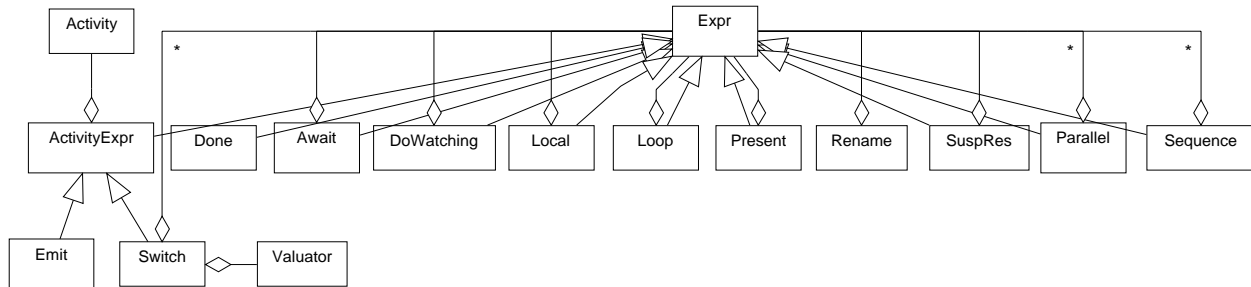 Activity
Expr
*
*
*
ActivityExpr
Done
Await
DoWatching
Local
Loop
Present
Rename
SuspRes
Parallel
Sequence
Emit
Switch
Valuator